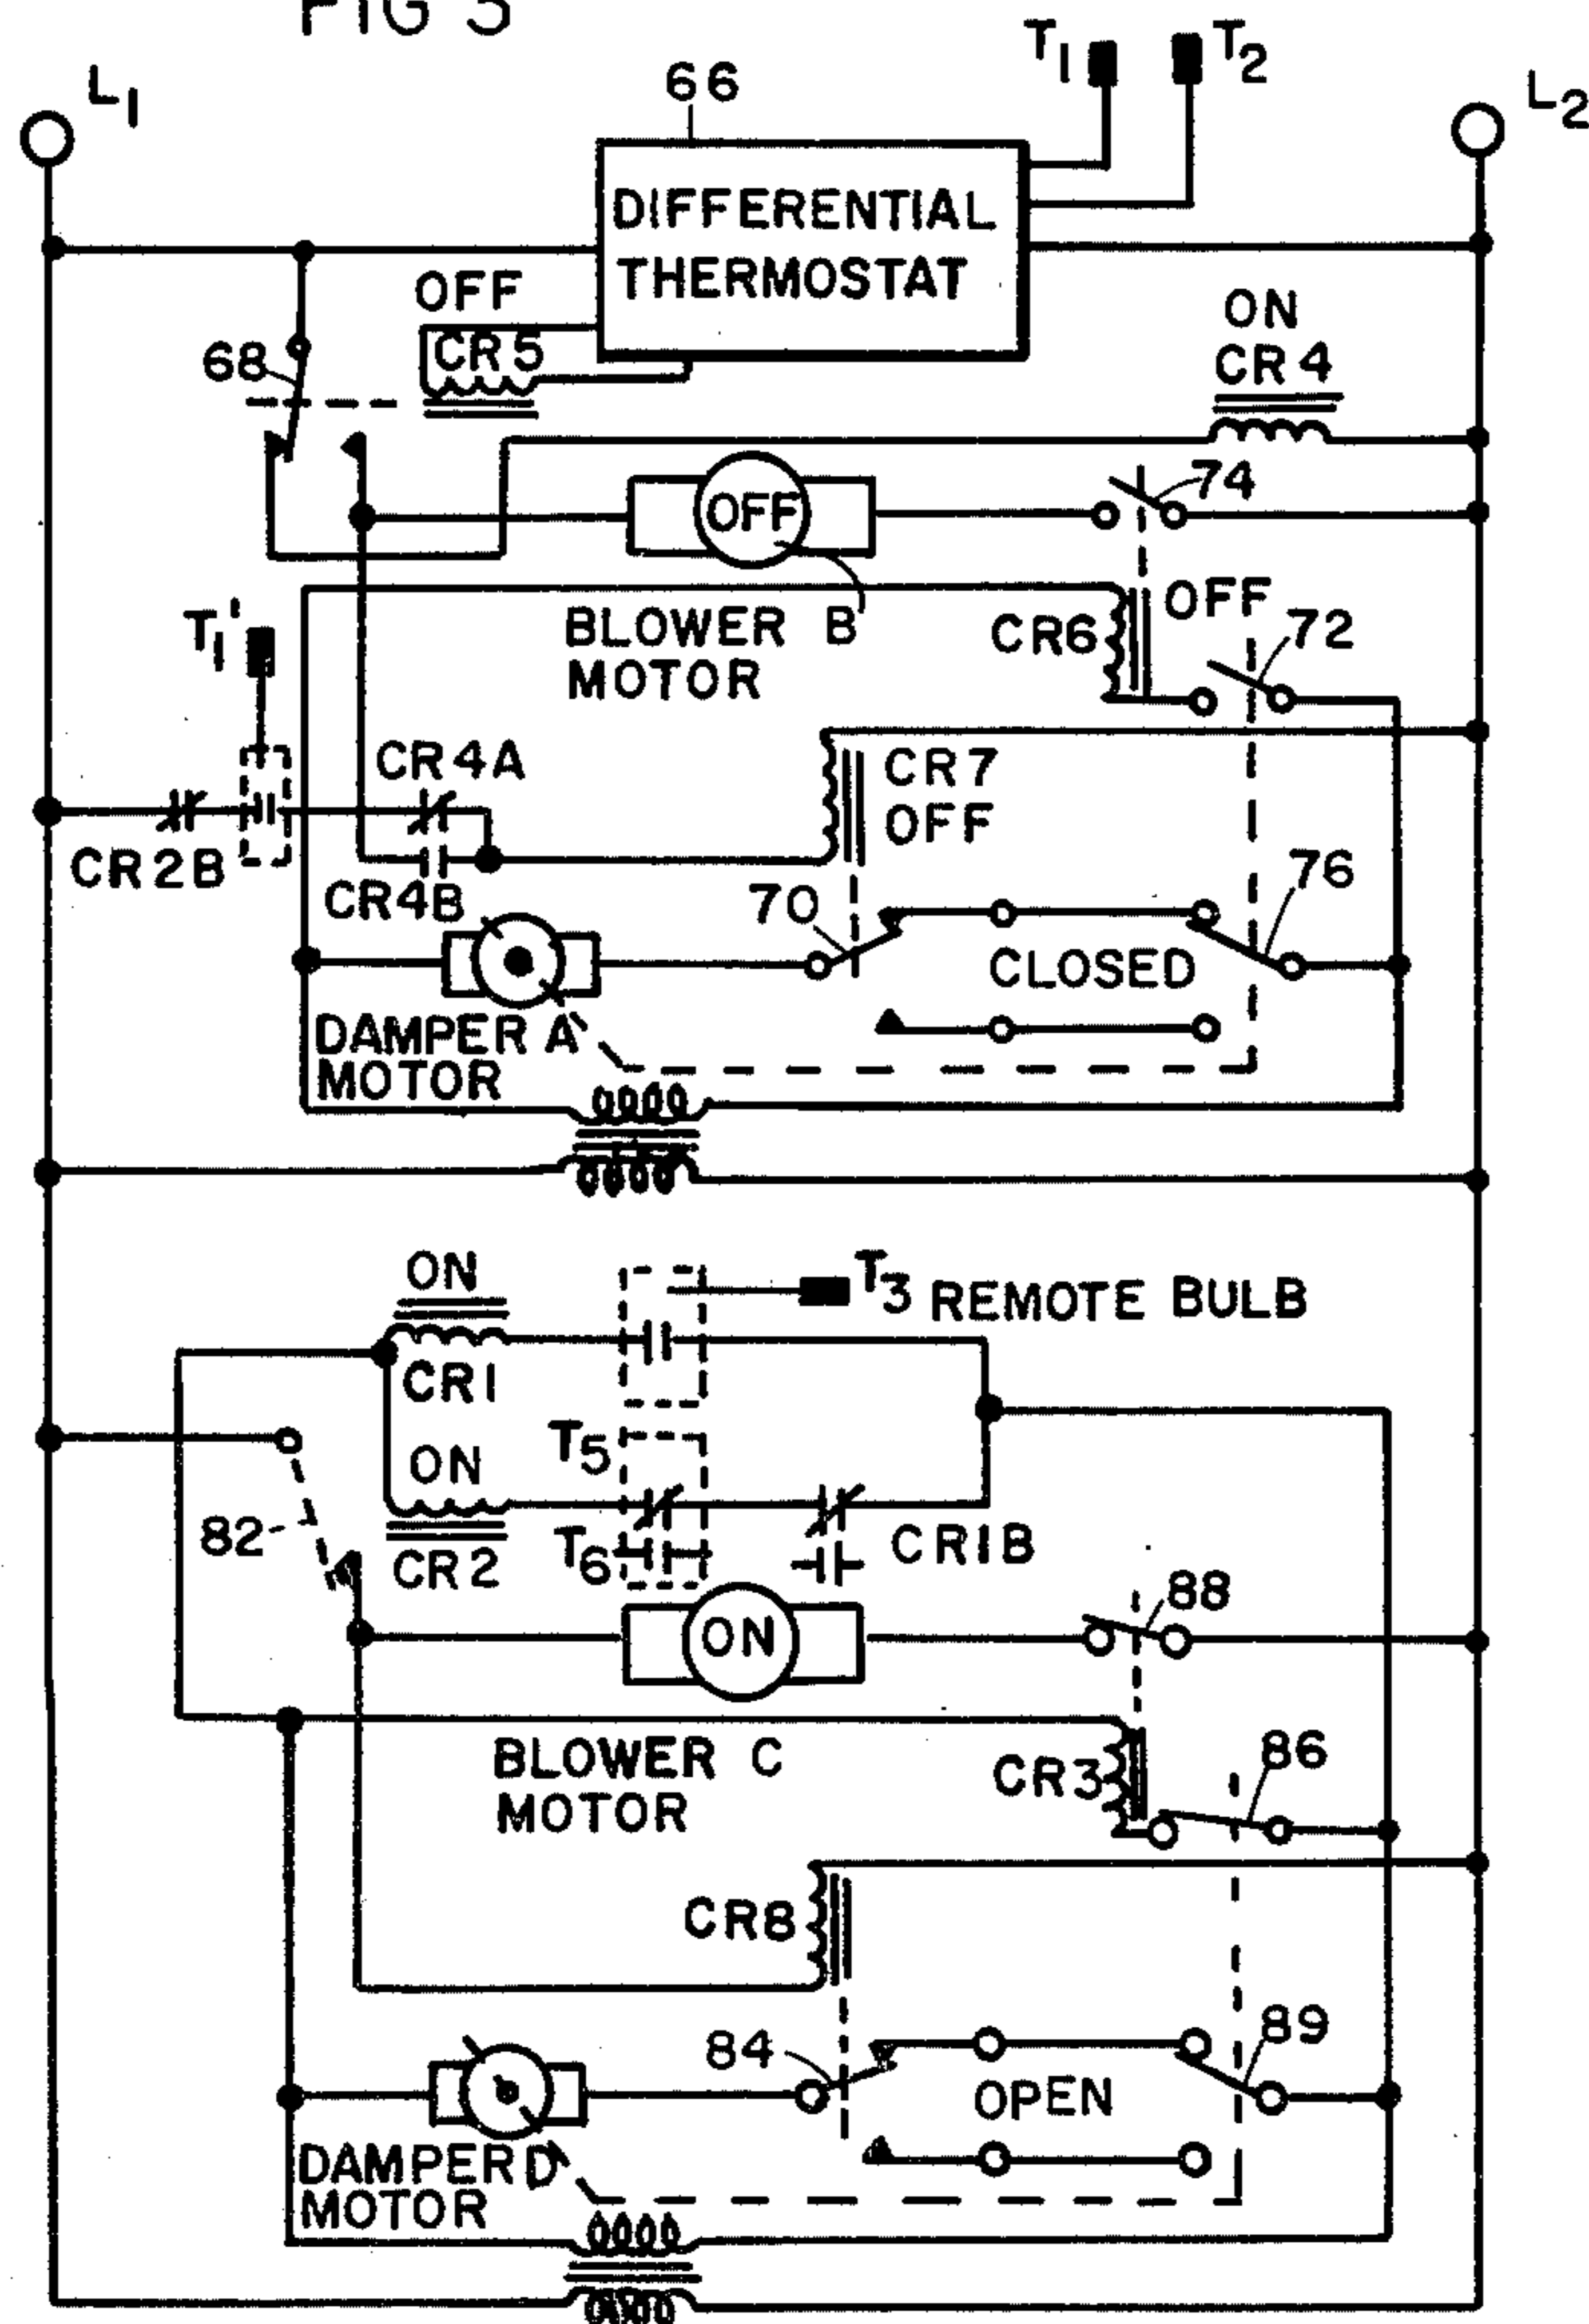 FIG 3
T1
T2
L1
66
L2
DIFFERENTIAL
THERMOSTAT
OFF
CR5
ON
CR4
68
74
OFF
BLOWER B
MOTOR
T1'
CR6
OFF
72
CR4A
CR7
OFF
CR2B
CR4B
70
76
CLOSED
DAMPER A
MOTOR
ON
T3 REMOTE BULB
CR1
T5
ON
82
CR2
T6
CR1B
88
ON
BLOWER C
MOTOR
CR3
86
CR8
84
89
OPEN
DAMPER D
MOTOR